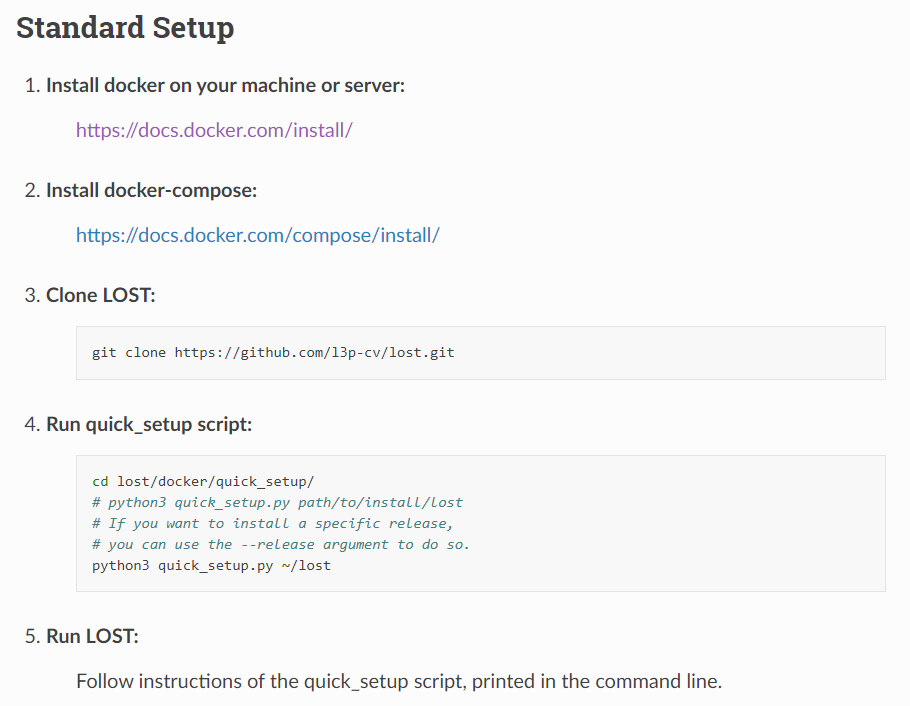 Standard Setup
1. Install docker on your machine or server:
https://docs.docker.com/install/
2. Install docker-compose:
https://docs.docker.com/compose/install/
3. Clone LOST:
git clone https://github.com/l3p-cv/lost.git
4. Run quick_setup script:
cd lost/docker/quick_setup/
# python3 quick_setup.py path/to/install/lost
# If you want to install a specific release,
# you can use the --release argument to do so.
python3 quick_setup.py ~/lost
5. Run LOST:
Follow instructions of the quick_setup script, printed in the command line.